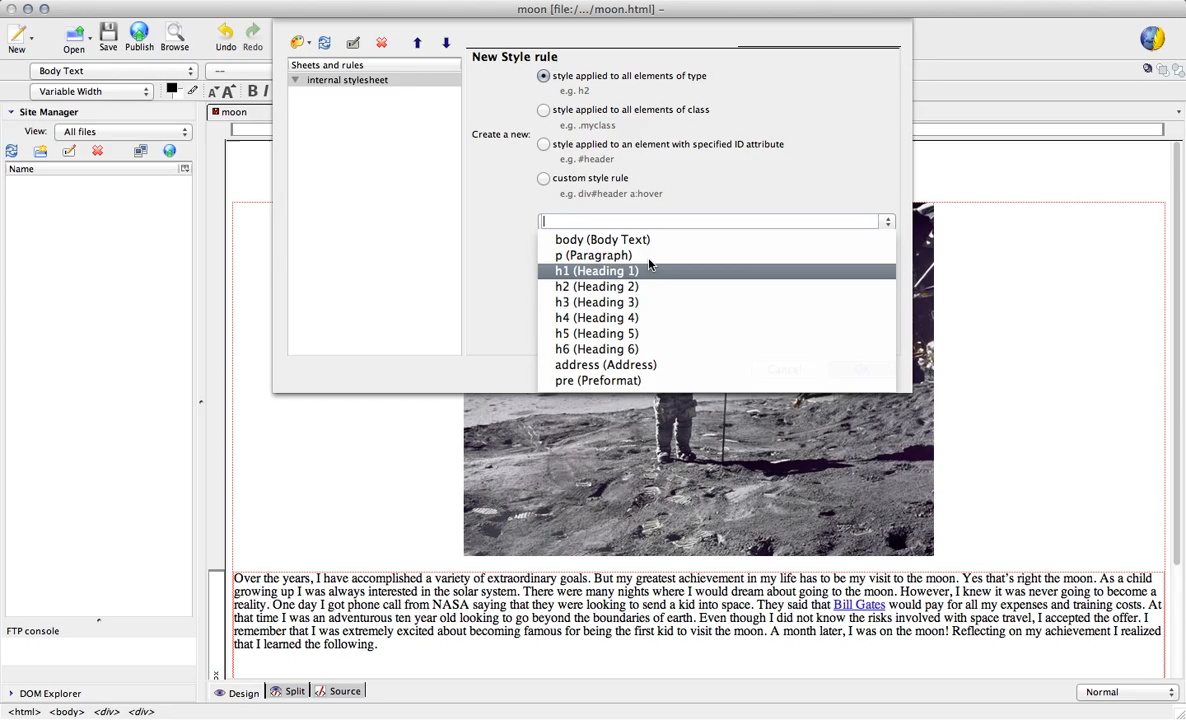 moon [file:/.../moon.html] –
New
Open
Save
Publish
Browse
Undo
Redo
Body Text
--
Variable Width
A A B I
Site Manager
moon
View: All files
Name
FTP console
DOM Explorer
Sheets and rules
internal stylesheet
New Style rule
Create a new:
style applied to all elements of type
e.g. h2
style applied to all elements of class
e.g. .myclass
style applied to an element with specified ID attribute
e.g. #header
custom style rule
e.g. div#header a:hover
body (Body Text)
p (Paragraph)
h1 (Heading 1)
h2 (Heading 2)
h3 (Heading 3)
h4 (Heading 4)
h5 (Heading 5)
h6 (Heading 6)
address (Address)
pre (Preformat)
Cancel
Over the years, I have accomplished a variety of extraordinary goals. But my greatest achievement in my life has to be my visit to the moon. Yes that's right the moon. As a child
growing up I was always interested in the solar system. There were many nights where I would dream about going to the moon. However, I knew it was never going to become a
reality. One day I got phone call from NASA saying that they were looking to send a kid into space. They said that Bill Gates would pay for all my expenses and training costs. At
that time I was an adventurous ten year old looking to go beyond the boundaries of earth. Even though I did not know the risks involved with space travel, I accepted the offer. I
remember that I was extremely excited about becoming famous for being the first kid to visit the moon. A month later, I was on the moon! Reflecting on my achievement I realized
that I learned the following.
Design
Split
Source
Normal
<html> <body> <div> <div>